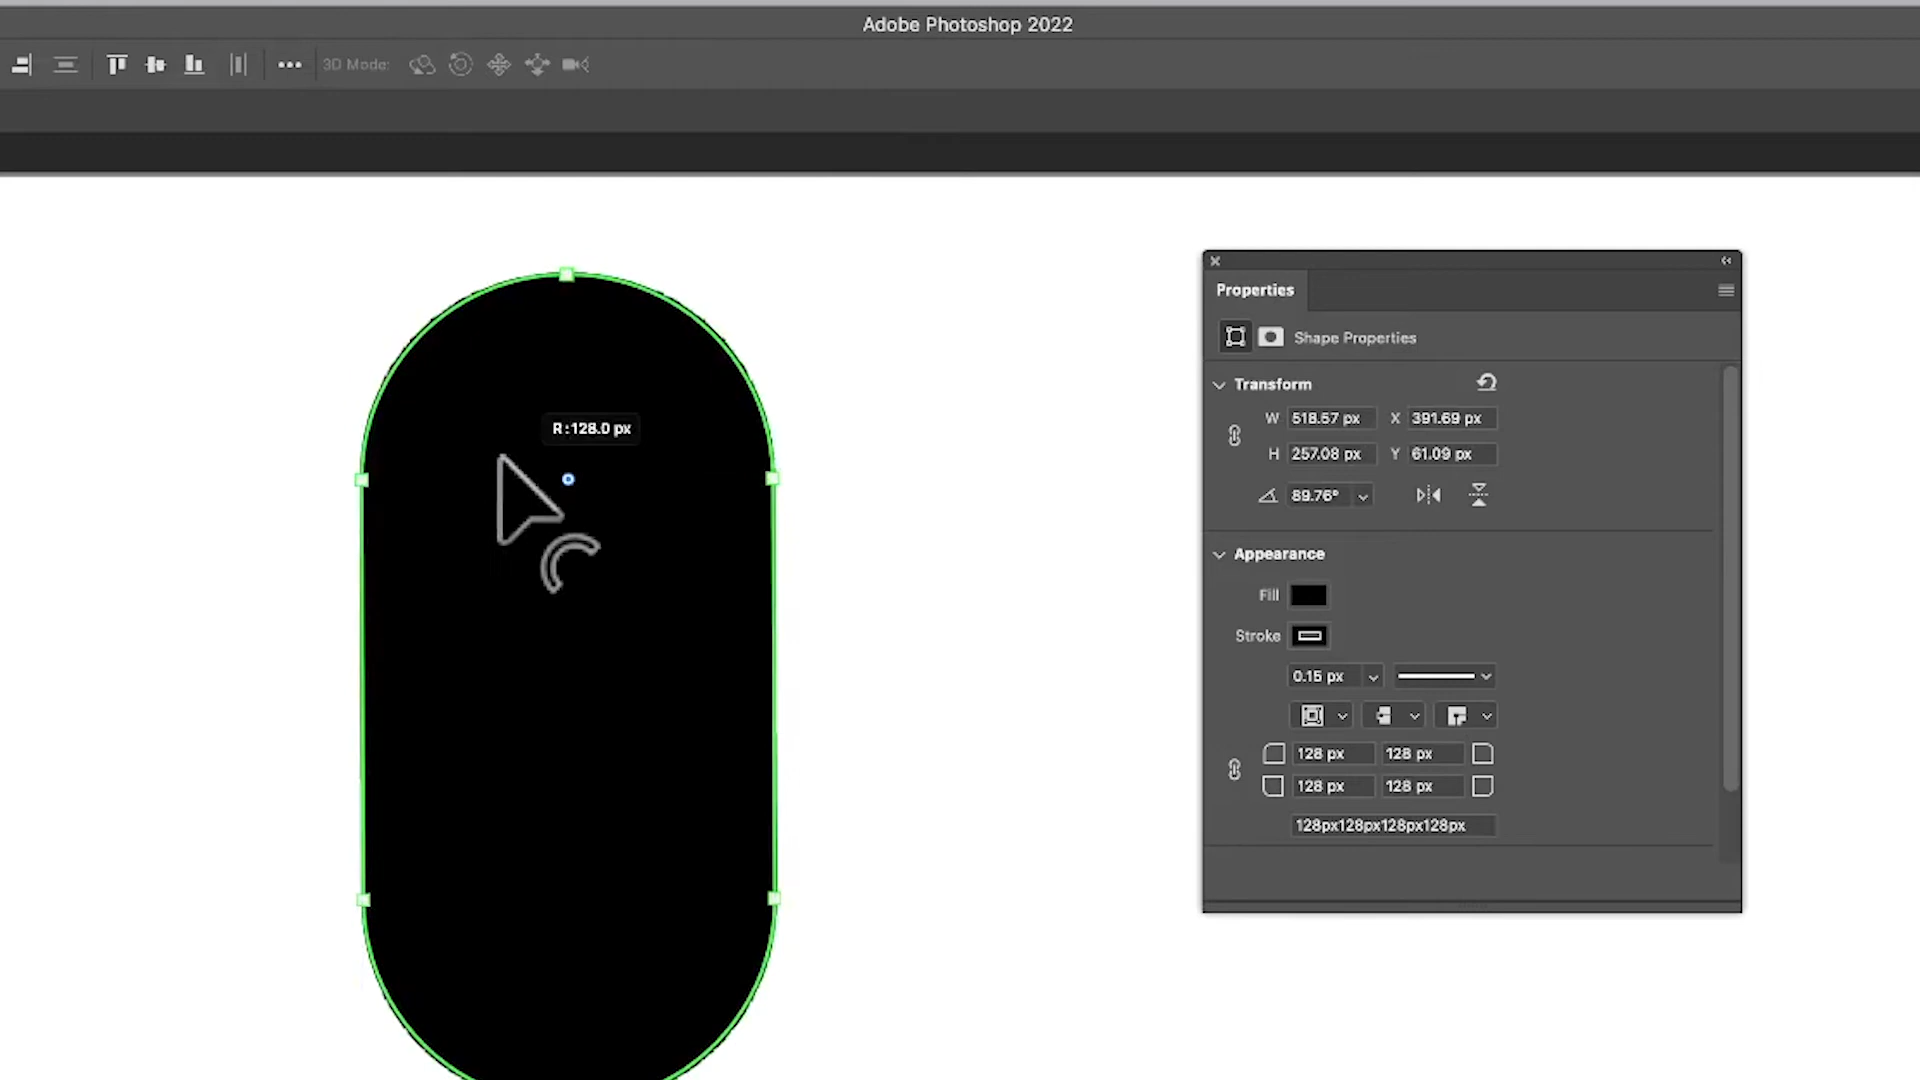 Adobe Photoshop 2022
3D Mode:
Properties
Shape Properties
Transform
W 518.57 px X 391.69 px
H 257.08 px Y 61.09 px
89.76°
Appearance
Fill
Stroke
0.15 px
128 px 128 px
128 px 128 px
128px128px128px128px
R:128.0 px